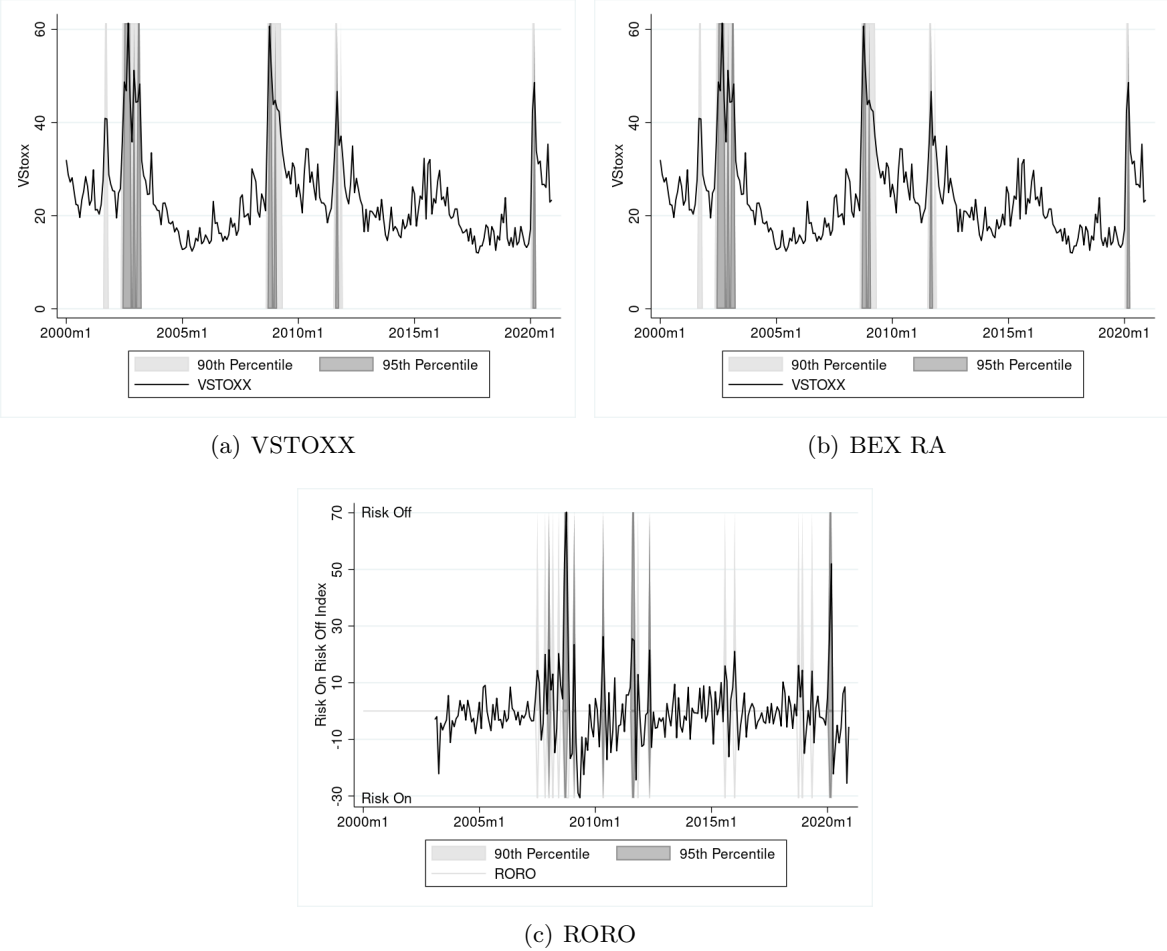 VStoxx
60
40
20
0
2000m1 2005m1 2010m1 2015m1 2020m1
90th Percentile 95th Percentile
VSTOXX
(a) VSTOXX
VStoxx
60
40
20
0
2000m1 2005m1 2010m1 2015m1 2020m1
90th Percentile 95th Percentile
VSTOXX
(b) BEX RA
Risk On Risk Off Index
70
50
30
10
-10
-30
Risk Off
Risk On
2000m1 2005m1 2010m1 2015m1 2020m1
90th Percentile 95th Percentile
RORO
(c) RORO